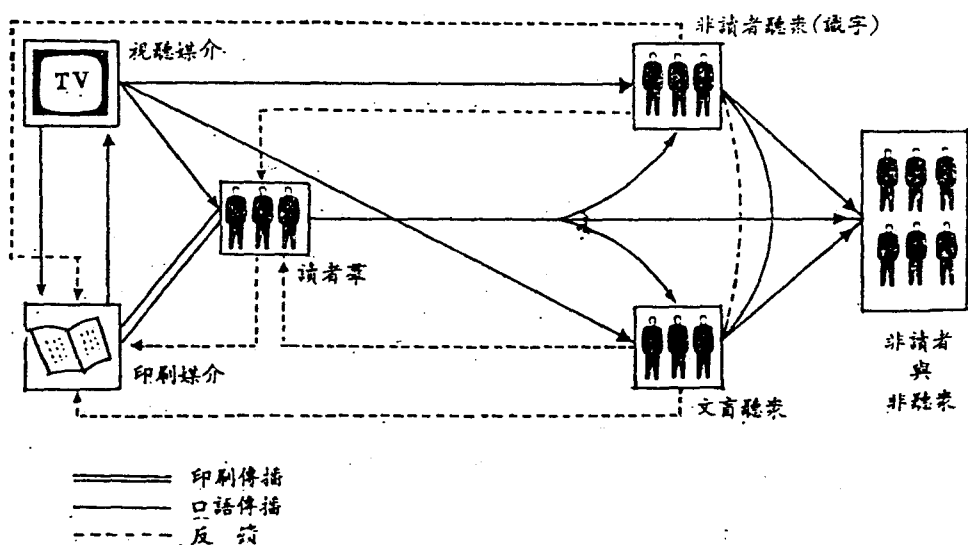 非讀者聽衆(識字)
視聽媒介
TV
讀者羣
印刷媒介
文盲聽衆
非讀者
與
非聽衆
印刷傳播
口語傳播
反 饋